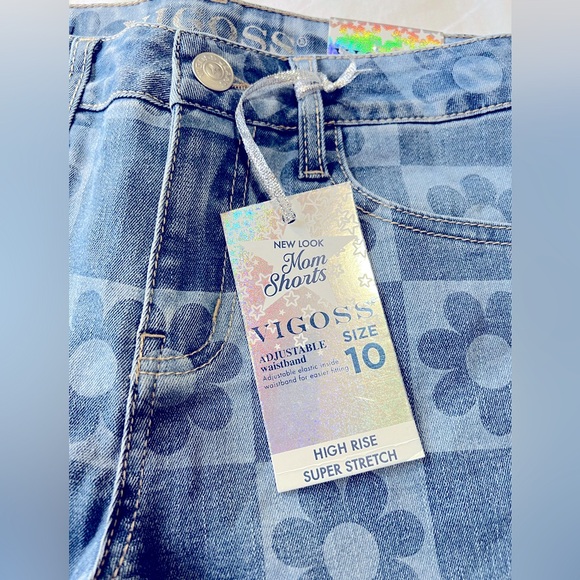 VIGOSS®
NEW LOOK
Mom
Shorts
VIGOSS®
ADJUSTABLE
waistband
SIZE
10
Adjustable elastic inside
waistband for easier fitting
HIGH RISE
SUPER STRETCH